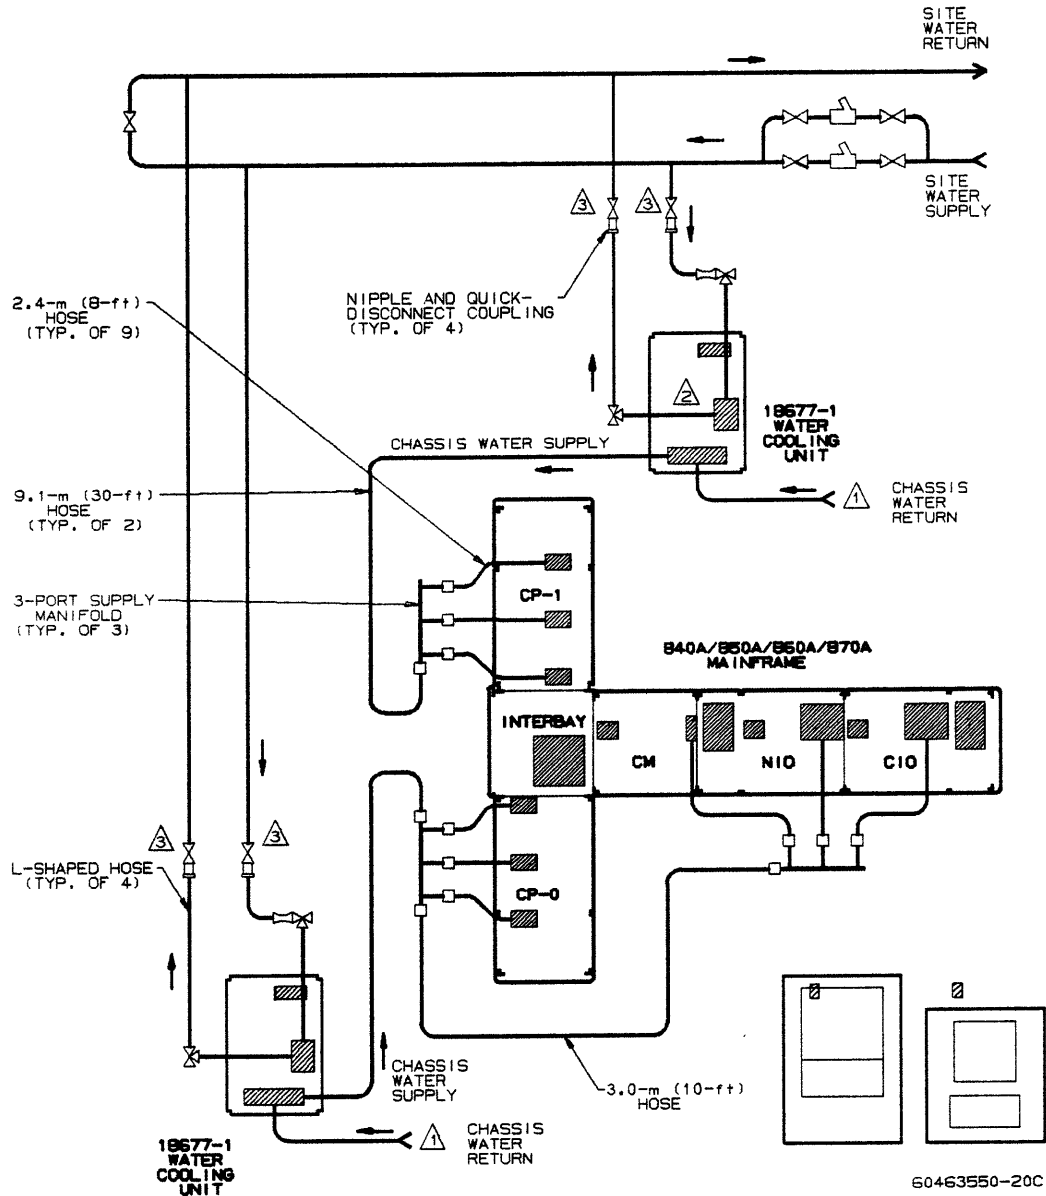 SITE
WATER
RETURN
SITE
WATER
SUPPLY
3
3
2.4-m (8-ft)
HOSE
(TYP. OF 9)
NIPPLE AND QUICK-
DISCONNECT COUPLING
(TYP. OF 4)
2
18677-1
WATER
COOLING
UNIT
CHASSIS WATER SUPPLY
9.1-m (30-ft)
HOSE
(TYP. OF 2)
1
CHASSIS
WATER
RETURN
CP-1
3-PORT SUPPLY
MANIFOLD
(TYP. OF 3)
840A/850A/860A/870A
MAINFRAME
INTERBAY
CM
NIO
CIO
3
3
L-SHAPED HOSE
(TYP. OF 4)
CP-0
CHASSIS
WATER
SUPPLY
3.0-m (10-ft)
HOSE
1
CHASSIS
WATER
RETURN
18677-1
WATER
COOLING
UNIT
60463550-20C